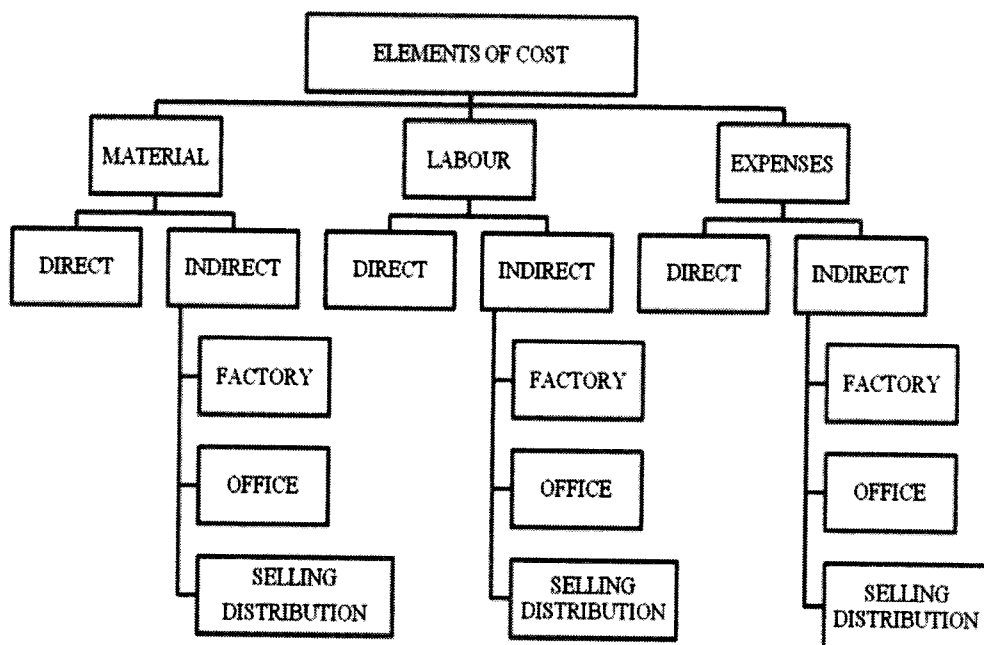 ELEMENTS OF COST
MATERIAL
LABOUR
EXPENSES
DIRECT
INDIRECT
DIRECT
INDIRECT
DIRECT
INDIRECT
FACTORY
FACTORY
FACTORY
OFFICE
OFFICE
OFFICE
SELLING
DISTRIBUTION
SELLING
DISTRIBUTION
SELLING
DISTRIBUTION